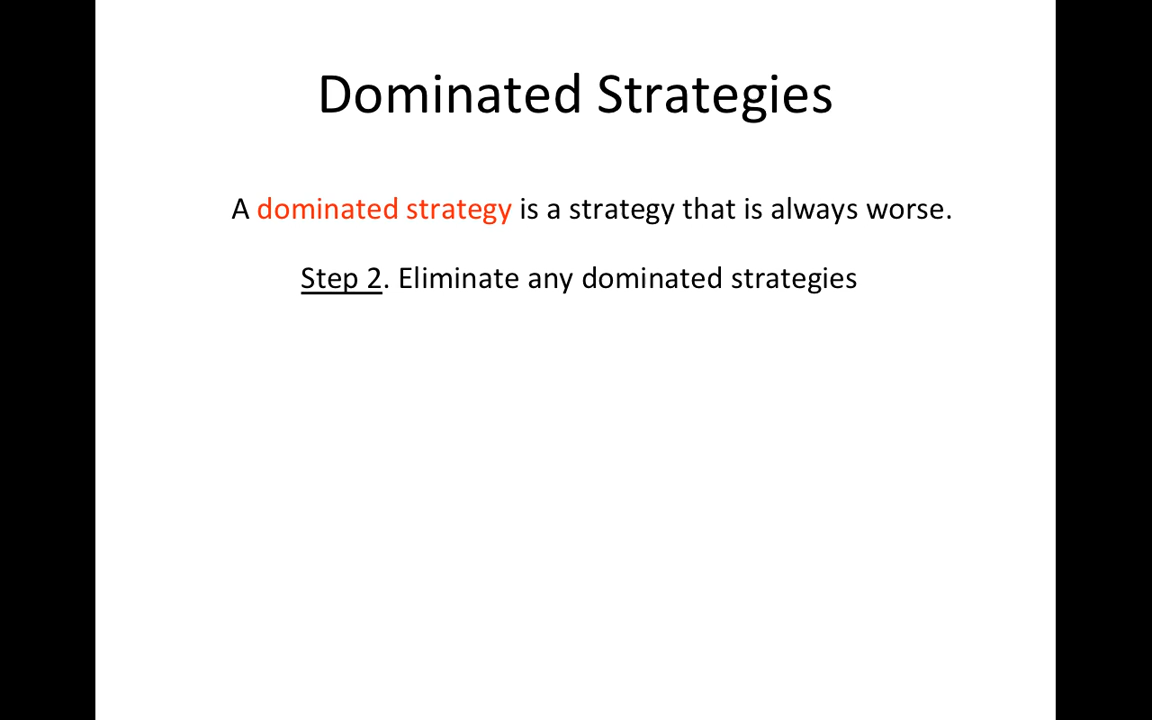 Dominated Strategies
A dominated strategy is a strategy that is always worse.
Step 2. Eliminate any dominated strategies